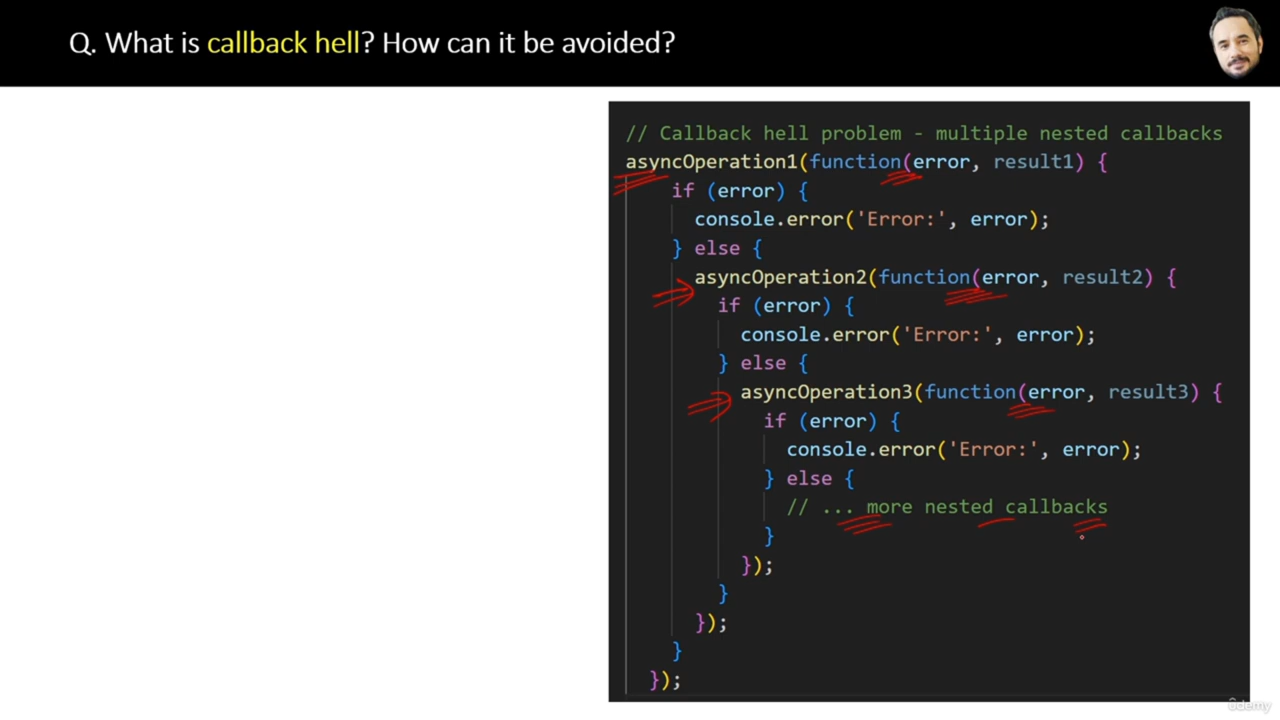 Q. What is callback hell? How can it be avoided?
// Callback hell problem - multiple nested callbacks
asyncOperation1(function(error, result1) {
if (error) {
console.error('Error:', error);
} else {
asyncOperation2(function(error, result2) {
if (error) {
console.error('Error:', error);
} else {
asyncOperation3(function(error, result3) {
if (error) {
console.error('Error:', error);
} else {
// ... more nested callbacks
}
});
}
});
}
});
ûdemy